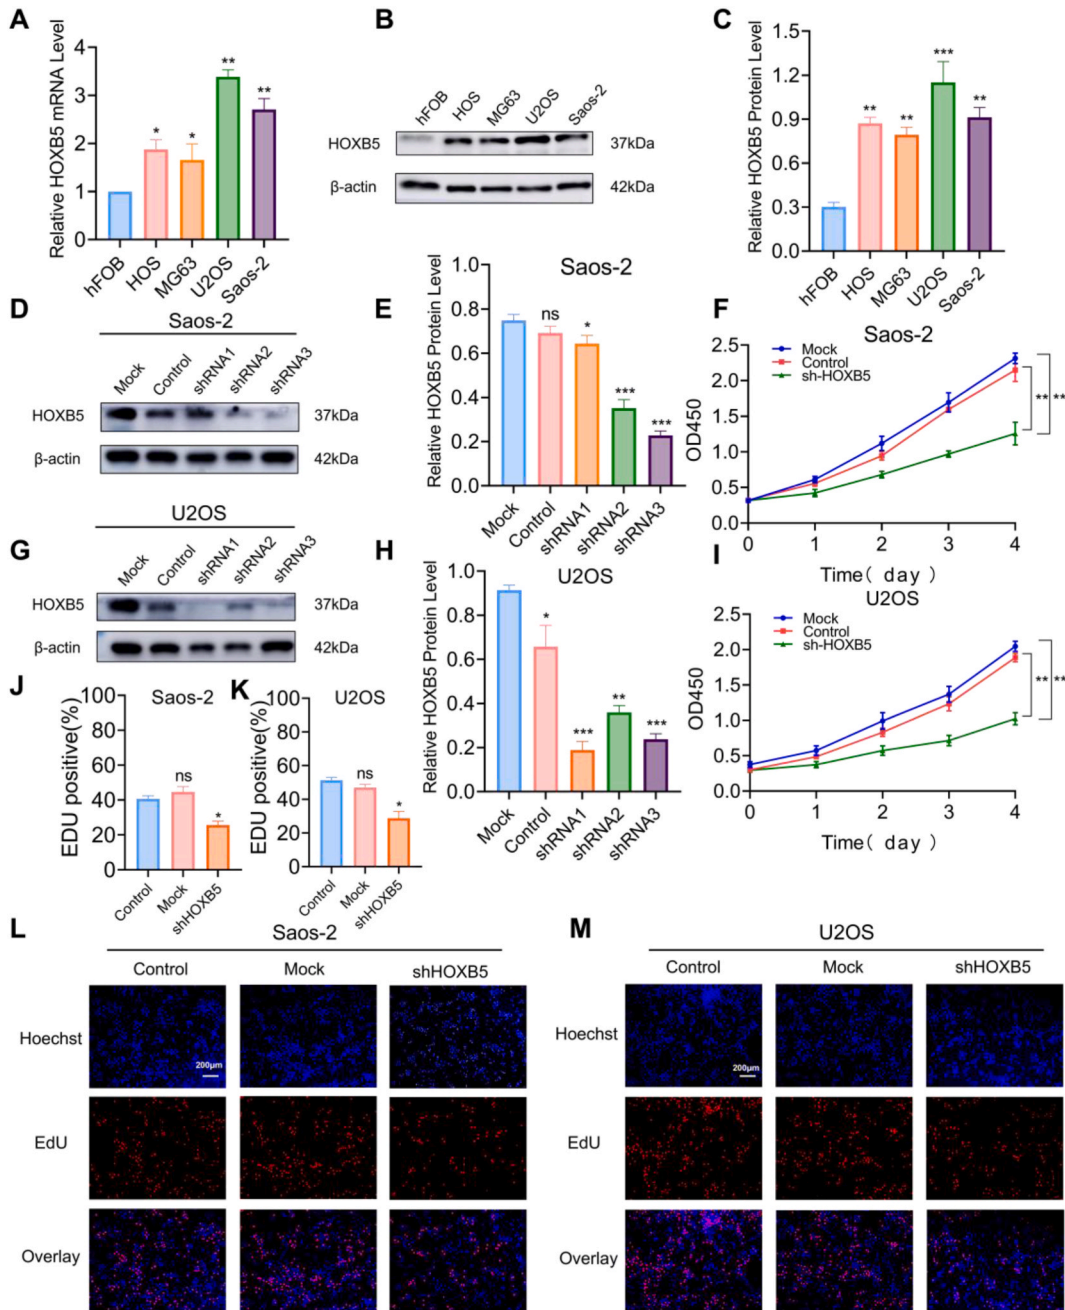 A
Relative HOXB5 mRNA Level
4
3
2
1
0
*
*
**
**
hFOB
HOS
MG63
U2OS
Saos-2
B
hFOB
HOS
MG63
U2OS
Saos-2
HOXB5
37kDa
β-actin
42kDa
C
Relative HOXB5 Protein Level
1.5
1.2
0.9
0.6
0.3
0.0
**
**
***
**
hFOB
HOS
MG63
U2OS
Saos-2
D
Saos-2
Mock
Control
shRNA1
shRNA2
shRNA3
HOXB5
37kDa
β-actin
42kDa
E
Saos-2
Relative HOXB5 Protein Level
1.0
0.8
0.6
0.4
0.2
0.0
ns
*
***
***
Mock
Control
shRNA1
shRNA2
shRNA3
F
Saos-2
Mock
Control
sh-HOXB5
OD450
2.5
2.0
1.5
1.0
0.5
0.0
0
1
2
3
4
Time( day )
**
**
G
U2OS
Mock
Control
shRNA1
shRNA2
shRNA3
HOXB5
37kDa
β-actin
42kDa
H
U2OS
Relative HOXB5 Protein Level
1.0
0.8
0.6
0.4
0.2
0.0
*
***
**
***
Mock
Control
shRNA1
shRNA2
shRNA3
I
U2OS
Mock
Control
sh-HOXB5
OD450
2.5
2.0
1.5
1.0
0.5
0.0
0
1
2
3
4
Time( day )
**
**
J
Saos-2
EDU positive(%)
100
80
60
40
20
0
ns
*
Control
Mock
shHOXB5
K
U2OS
EDU positive(%)
100
80
60
40
20
0
ns
*
Control
Mock
shHOXB5
L
Saos-2
Control
Mock
shHOXB5
Hoechst
200μm
EdU
Overlay
M
U2OS
Control
Mock
shHOXB5
Hoechst
200μm
EdU
Overlay